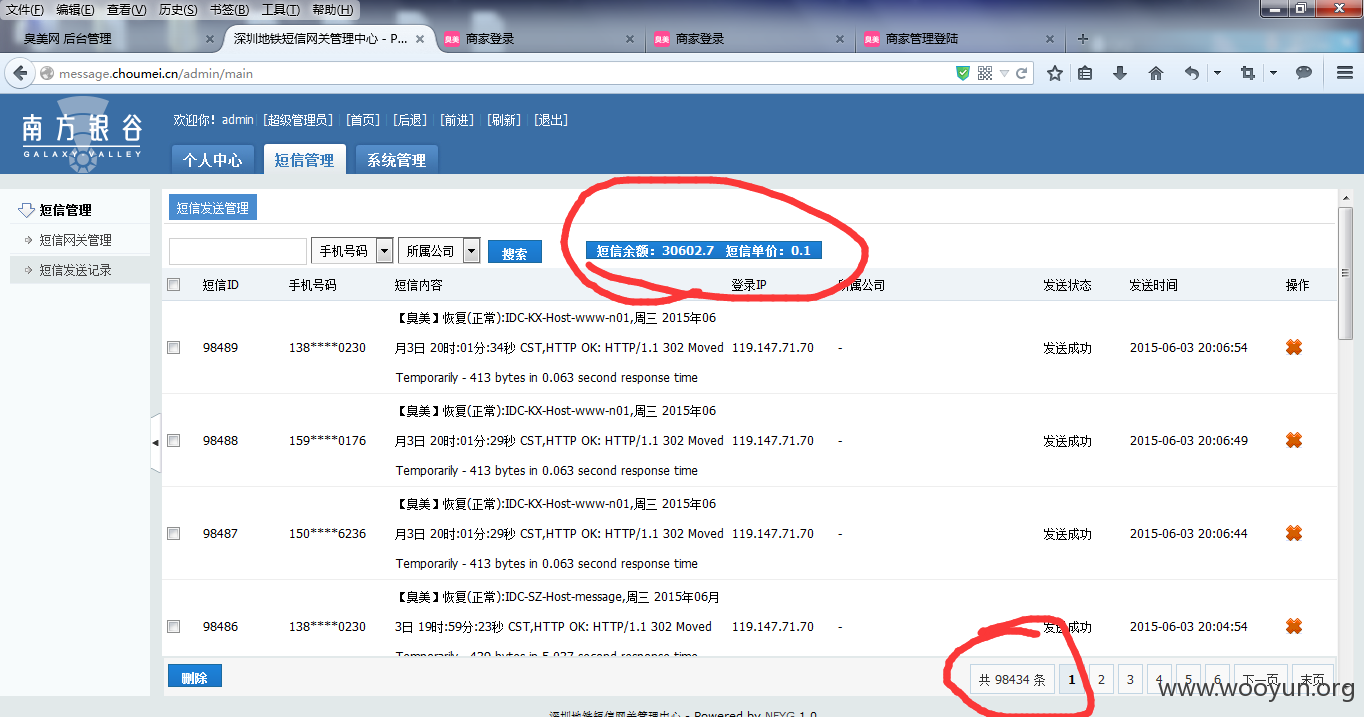 文件(F) 编辑(E) 查看(V) 历史(S) 书签(B) 工具(T) 帮助(H)
臭美网 后台管理 × 深圳地铁短信网关管理中心 - P... × 臭美 商家登录 × 臭美 商家登录 × 臭美 商家管理登陆 × +
message.choumei.cn/admin/main
南方银谷
GALAXY VALLEY
欢迎你! admin [超级管理员] [首页] [后退] [前进] [刷新] [退出]
个人中心 短信管理 系统管理
短信管理
短信网关管理
短信发送记录
短信发送管理
手机号码 所属公司 搜索 短信余额：30602.7 短信单价：0.1
短信ID 手机号码 短信内容 登录IP 所属公司 发送状态 发送时间 操作
【臭美】恢复(正常):IDC-KX-Host-www-n01,周三 2015年06
98489 138****0230 月3日 20时:01分:34秒 CST,HTTP OK: HTTP/1.1 302 Moved 119.147.71.70 - 发送成功 2015-06-03 20:06:54
Temporarily - 413 bytes in 0.063 second response time
【臭美】恢复(正常):IDC-KX-Host-www-n01,周三 2015年06
98488 159****0176 月3日 20时:01分:29秒 CST,HTTP OK: HTTP/1.1 302 Moved 119.147.71.70 - 发送成功 2015-06-03 20:06:49
Temporarily - 413 bytes in 0.063 second response time
【臭美】恢复(正常):IDC-KX-Host-www-n01,周三 2015年06
98487 150****6236 月3日 20时:01分:29秒 CST,HTTP OK: HTTP/1.1 302 Moved 119.147.71.70 - 发送成功 2015-06-03 20:06:44
Temporarily - 413 bytes in 0.063 second response time
【臭美】恢复(正常):IDC-SZ-Host-message,周三 2015年06月
98486 138****0230 3日 19时:59分:23秒 CST,HTTP OK: HTTP/1.1 302 Moved 119.147.71.70 - 发送成功 2015-06-03 20:04:54
Temporarily - 439 bytes in 5.037 second response time
删除 共 98434 条 1 2 3 4 5 6 下一页 末页
www.wooyun.org
深圳地铁短信网关管理中心 - Powered by NFYG 1.0